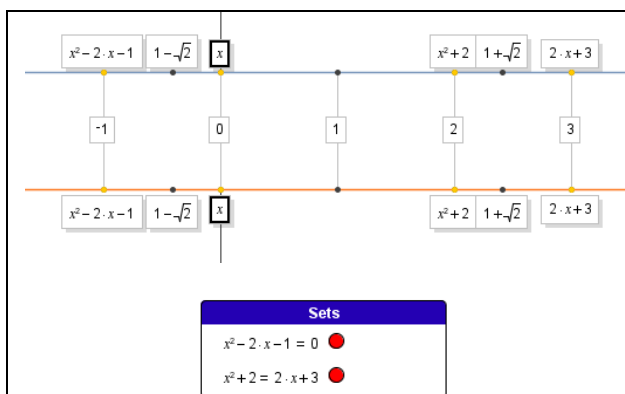 x² − 2 · x − 1 1 − √2 x x² + 2 1 + √2 2 · x + 3
-1 0 1 2 3
x² − 2 · x − 1 1 − √2 x x² + 2 1 + √2 2 · x + 3
Sets
x² − 2 · x − 1 = 0
x² + 2 = 2 · x + 3